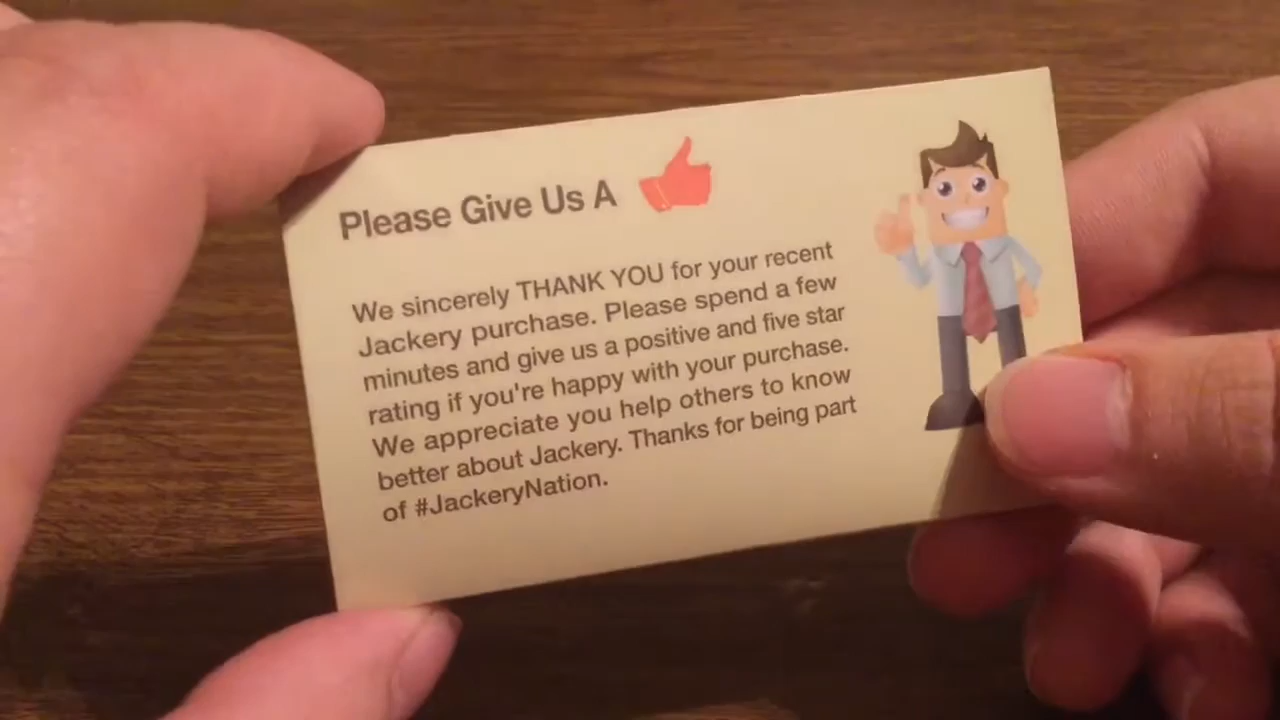 Please Give Us A
We sincerely THANK YOU for your recent
Jackery purchase. Please spend a few
minutes and give us a positive and five star
rating if you're happy with your purchase.
We appreciate you help others to know
better about Jackery. Thanks for being part
of #JackeryNation.